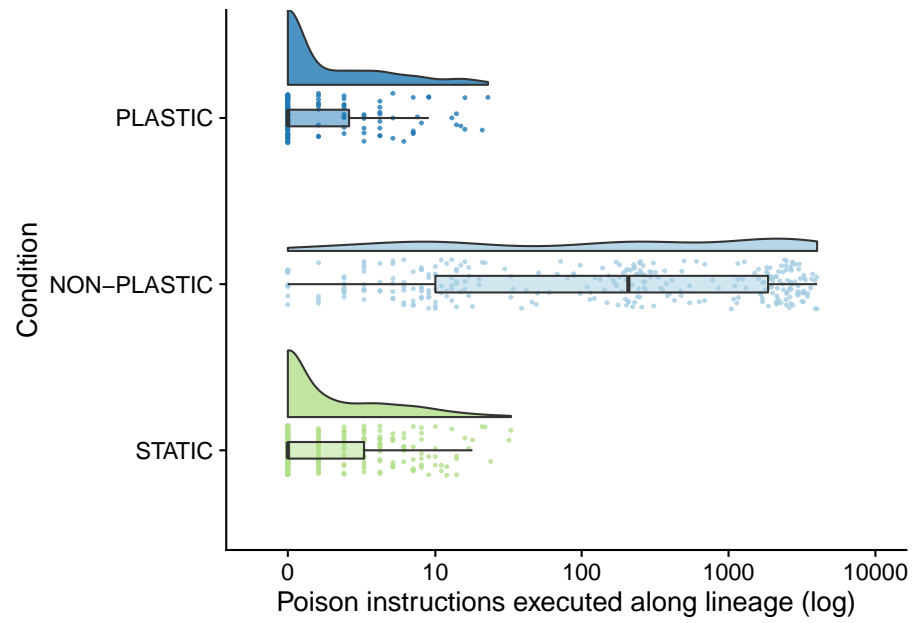 Condition
PLASTIC
NON−PLASTIC
STATIC
0 10 100 1000 10000
Poison instructions executed along lineage (log)